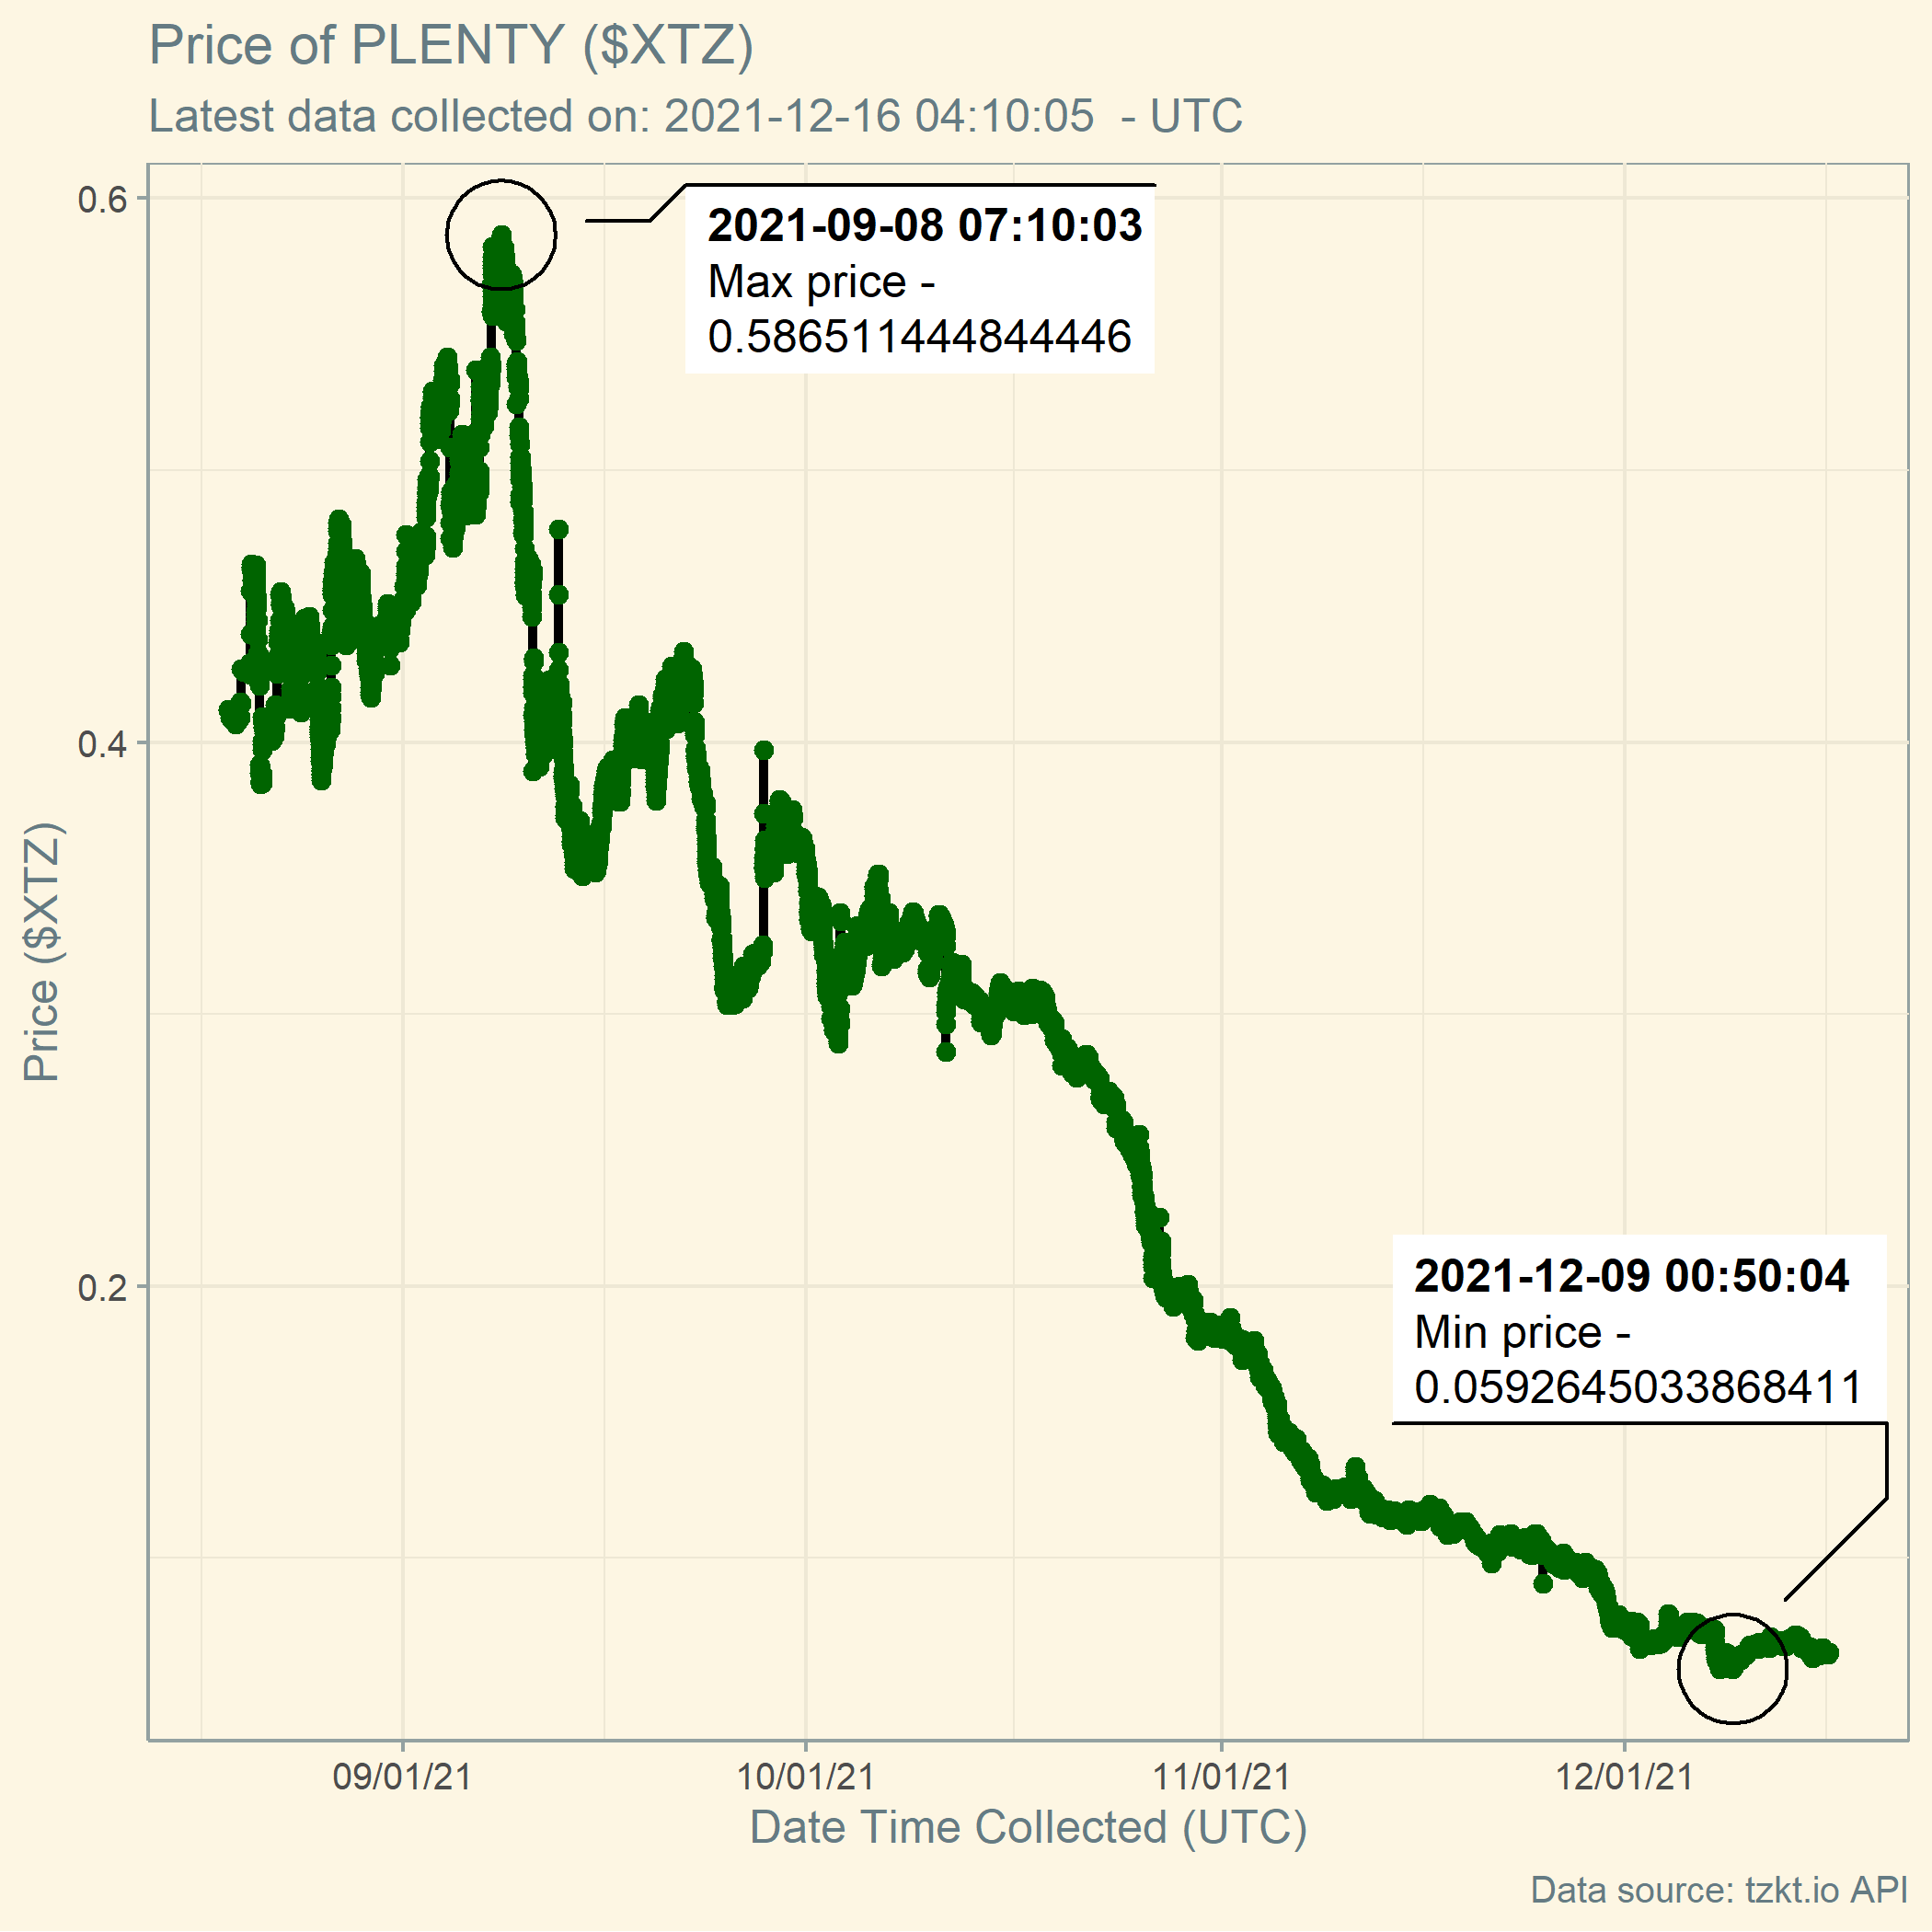 Price of PLENTY ($XTZ)
Latest data collected on: 2021-12-16 04:10:05  - UTC
0.6
2021-09-08 07:10:03
Max price -
0.586511444844446
0.4
Price ($XTZ)
0.2
2021-12-09 00:50:04
Min price -
0.0592645033868411
09/01/21
10/01/21
11/01/21
12/01/21
Date Time Collected (UTC)
Data source: tzkt.io API